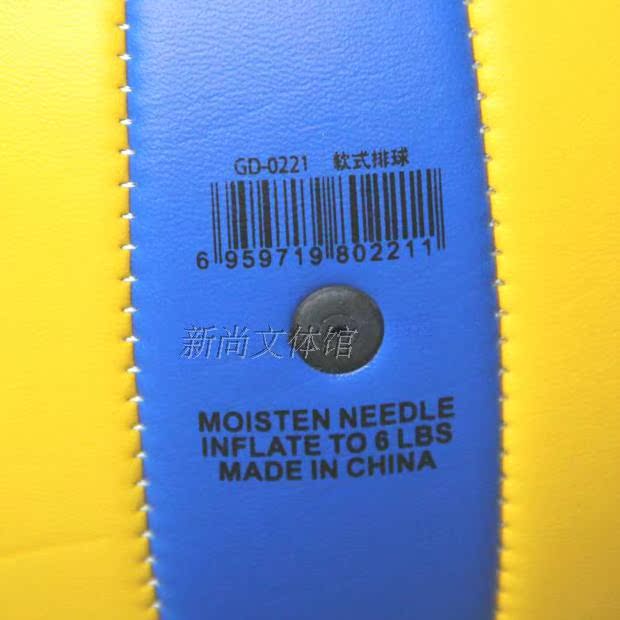 GD-0221 軟式排球
6 959719 802211
新尚文体馆
MOISTEN NEEDLE
INFLATE TO 6 LBS
MADE IN CHINA